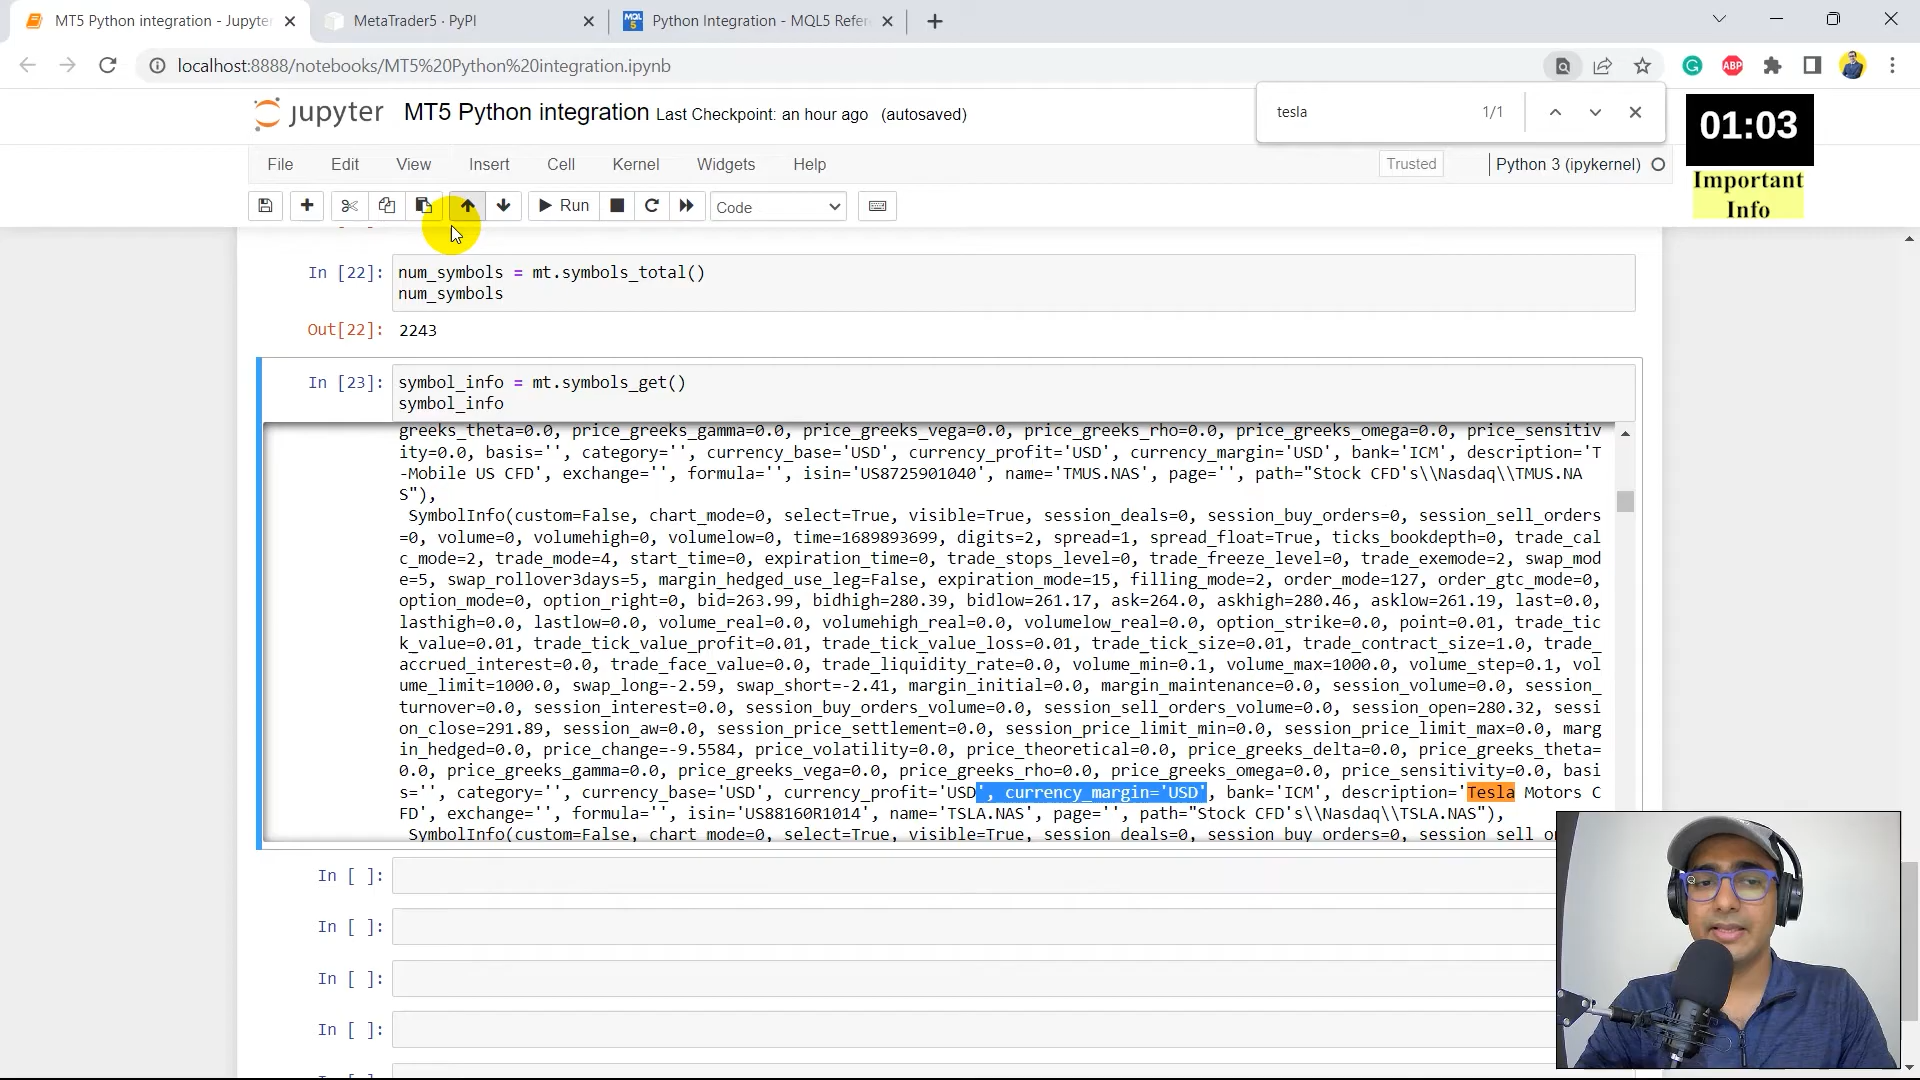 MT5 Python integration - Jupyter
MetaTrader5 · PyPI
Python Integration - MQL5 Refer
localhost:8888/notebooks/MT5%20Python%20integration.ipynb
tesla 1/1
jupyter MT5 Python integration Last Checkpoint: an hour ago (autosaved)
01:03
Important
Info
File Edit View Insert Cell Kernel Widgets Help
Trusted Python 3 (ipykernel)
Run Code
In [22]: num_symbols = mt.symbols_total()
num_symbols
Out[22]: 2243
In [23]: symbol_info = mt.symbols_get()
symbol_info
greeks_theta=0.0, price_greeks_gamma=0.0, price_greeks_vega=0.0, price_greeks_rho=0.0, price_greeks_omega=0.0, price_sensitiv
ity=0.0, basis='', category='', currency_base='USD', currency_profit='USD', currency_margin='USD', bank='ICM', description='T
-Mobile US CFD', exchange='', formula='', isin='US8725901040', name='TMUS.NAS', page='', path="Stock CFD's\\Nasdaq\\TMUS.NA
S"),
SymbolInfo(custom=False, chart_mode=0, select=True, visible=True, session_deals=0, session_buy_orders=0, session_sell_orders
=0, volume=0, volumehigh=0, volumelow=0, time=1689893699, digits=2, spread=1, spread_float=True, ticks_bookdepth=0, trade_cal
c_mode=2, trade_mode=4, start_time=0, expiration_time=0, trade_stops_level=0, trade_freeze_level=0, trade_exemode=2, swap_mod
e=5, swap_rollover3days=5, margin_hedged_use_leg=False, expiration_mode=15, filling_mode=2, order_mode=127, order_gtc_mode=0,
option_mode=0, option_right=0, bid=263.99, bidhigh=280.39, bidlow=261.17, ask=264.0, askhigh=280.46, asklow=261.19, last=0.0,
lasthigh=0.0, lastlow=0.0, volume_real=0.0, volumehigh_real=0.0, volumelow_real=0.0, option_strike=0.0, point=0.01, trade_tic
k_value=0.01, trade_tick_value_profit=0.01, trade_tick_value_loss=0.01, trade_tick_size=0.01, trade_contract_size=1.0, trade_
accrued_interest=0.0, trade_face_value=0.0, trade_liquidity_rate=0.0, volume_min=0.1, volume_max=1000.0, volume_step=0.1, vol
ume_limit=1000.0, swap_long=-2.59, swap_short=-2.41, margin_initial=0.0, margin_maintenance=0.0, session_volume=0.0, session_
turnover=0.0, session_interest=0.0, session_buy_orders_volume=0.0, session_sell_orders_volume=0.0, session_open=280.32, sessi
on_close=291.89, session_aw=0.0, session_price_settlement=0.0, session_price_limit_min=0.0, session_price_limit_max=0.0, marg
in_hedged=0.0, price_change=-9.5584, price_volatility=0.0, price_theoretical=0.0, price_greeks_delta=0.0, price_greeks_theta=
0.0, price_greeks_gamma=0.0, price_greeks_vega=0.0, price_greeks_rho=0.0, price_greeks_omega=0.0, price_sensitivity=0.0, basi
s='', category='', currency_base='USD', currency_profit='USD', currency_margin='USD', bank='ICM', description='Tesla Motors C
FD', exchange='', formula='', isin='US88160R1014', name='TSLA.NAS', page='', path="Stock CFD's\\Nasdaq\\TSLA.NAS"),
SymbolInfo(custom=False, chart_mode=0, select=True, visible=True, session_deals=0, session_buy_orders=0, session_sell_o
In [ ]:
In [ ]:
In [ ]:
In [ ]: